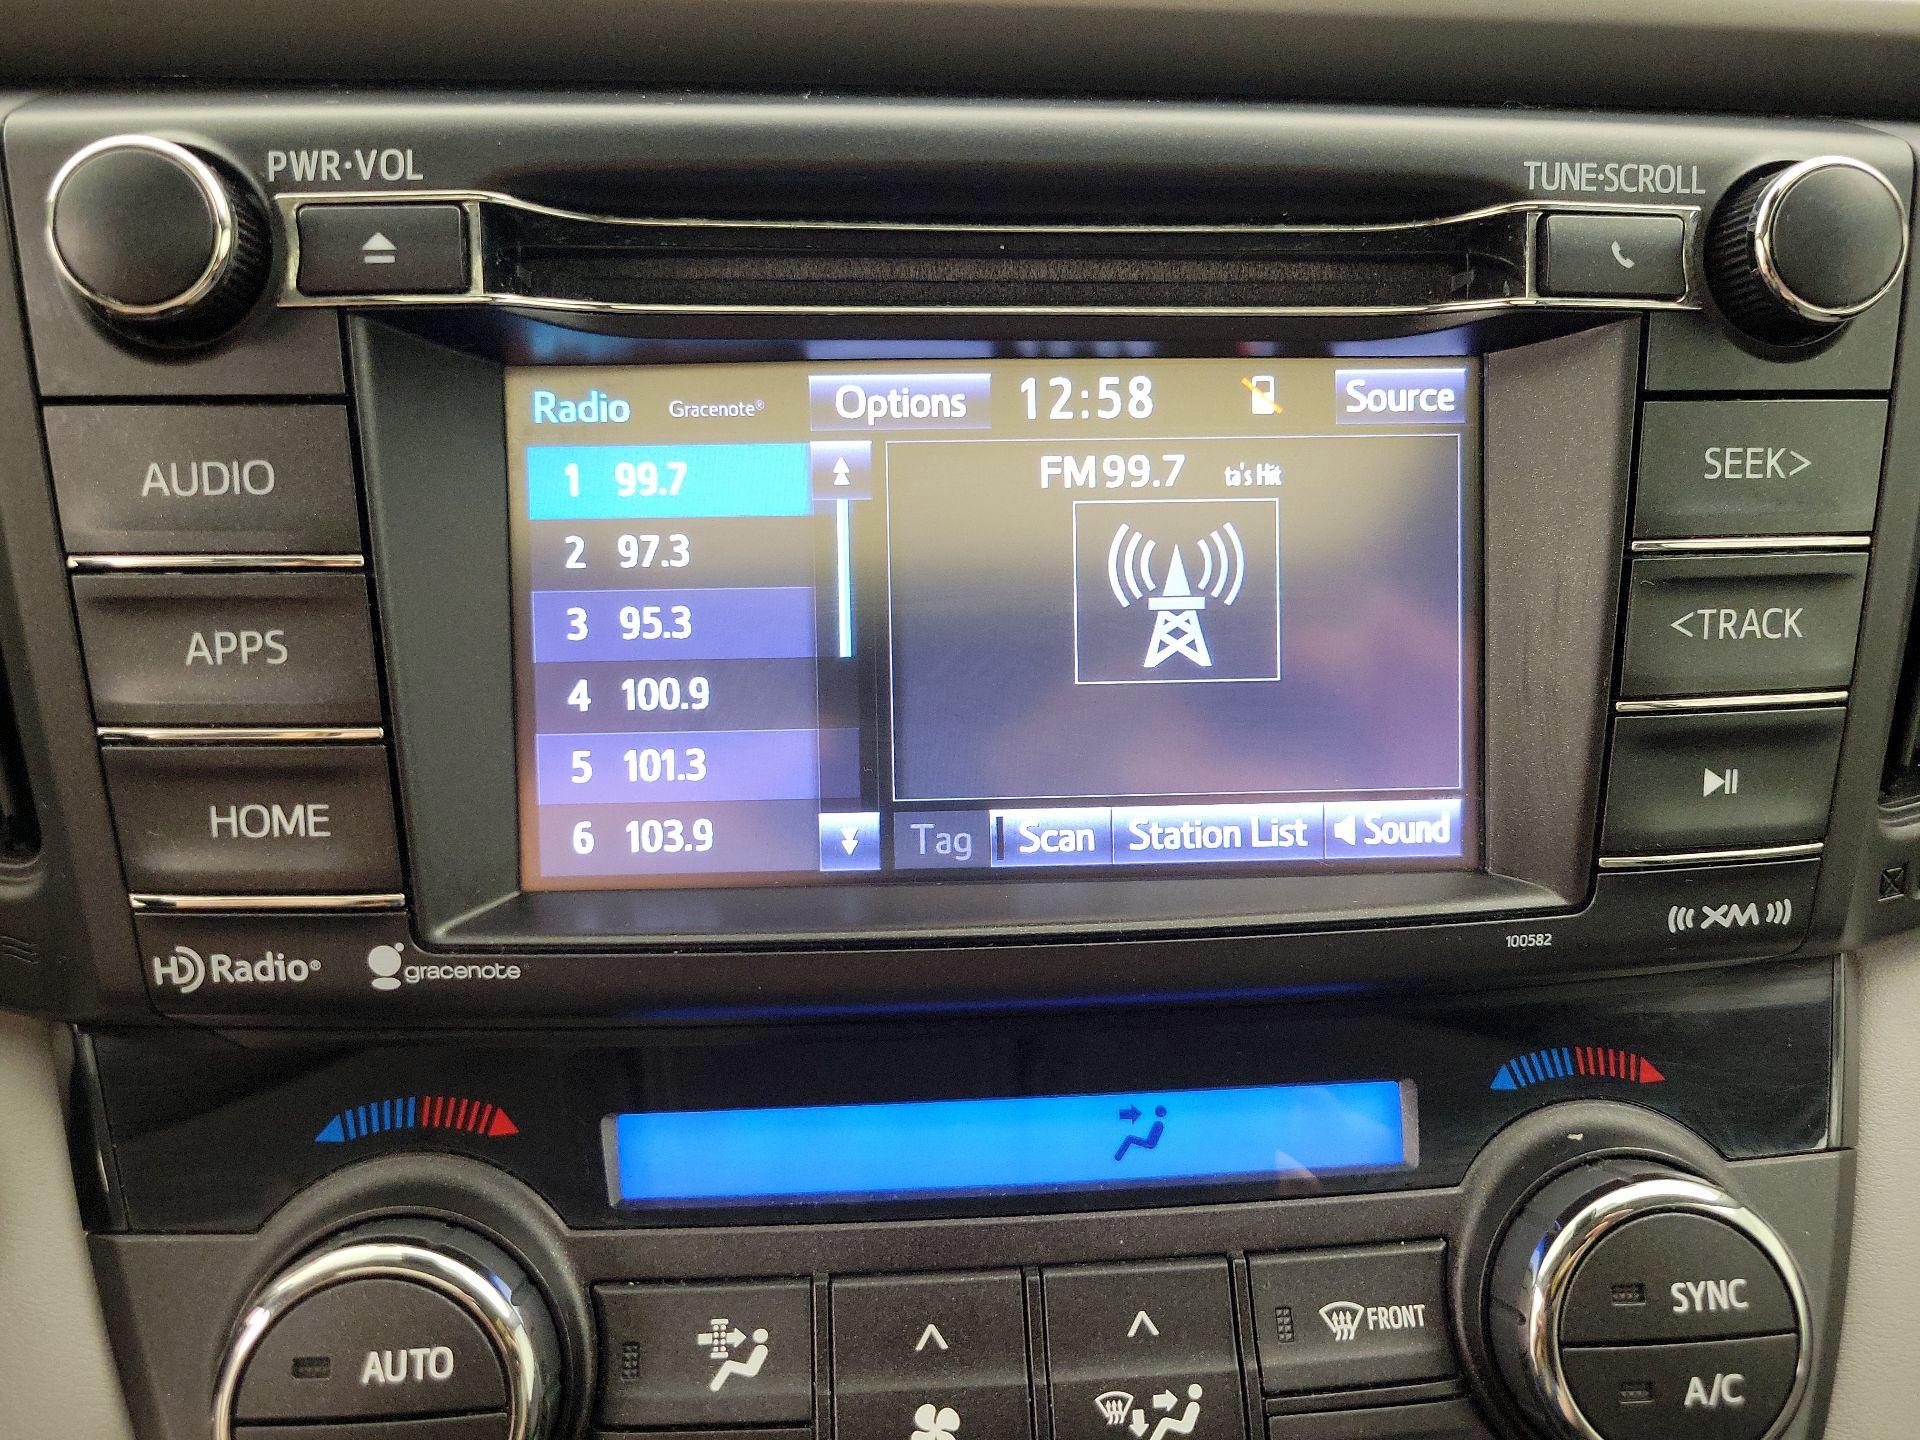 PWR·VOL
TUNE·SCROLL
Radio Gracenote® Options 12:58 Source
1 99.7
2 97.3
3 95.3
4 100.9
5 101.3
6 103.9
FM 99.7 ta's Hit
Tag Scan Station List Sound
AUDIO
APPS
HOME
SEEK>
<TRACK
HD Radio® gracenote
100582
XM
AUTO
FRONT
SYNC
A/C